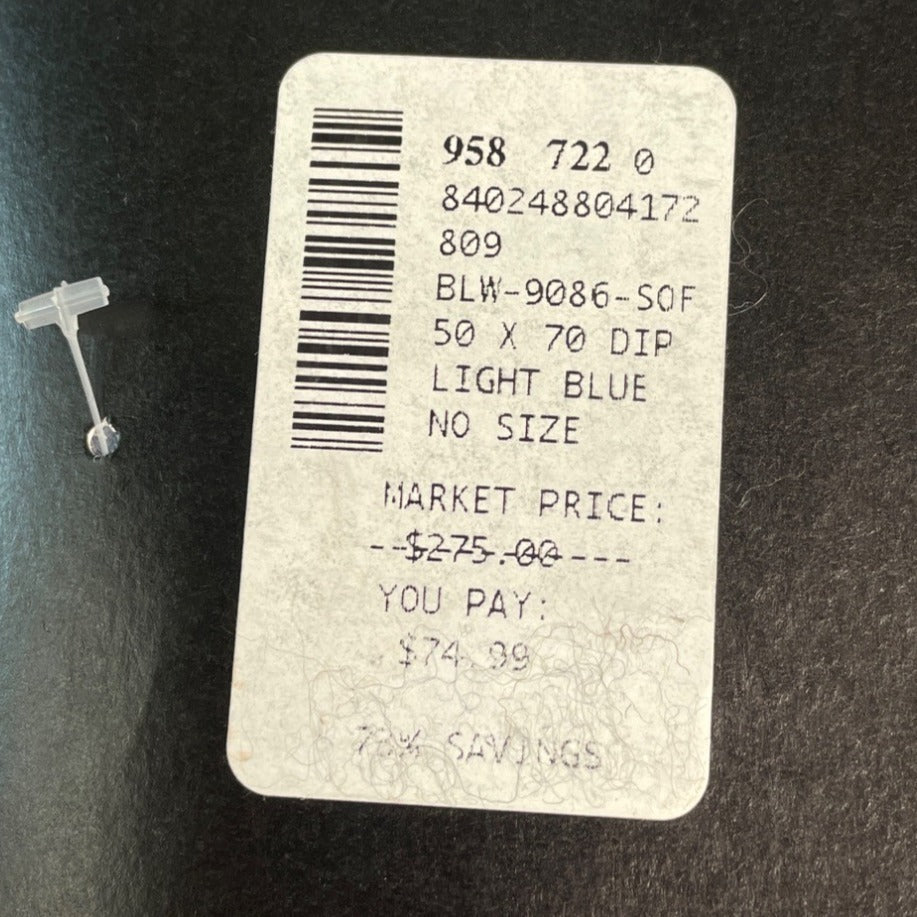 958 722 0
840248804172
809
BLW-9086-SOF
50 X 70 DIP
LIGHT BLUE
NO SIZE
MARKET PRICE:
--$275.00---
YOU PAY:
$74.99
SAVINGS